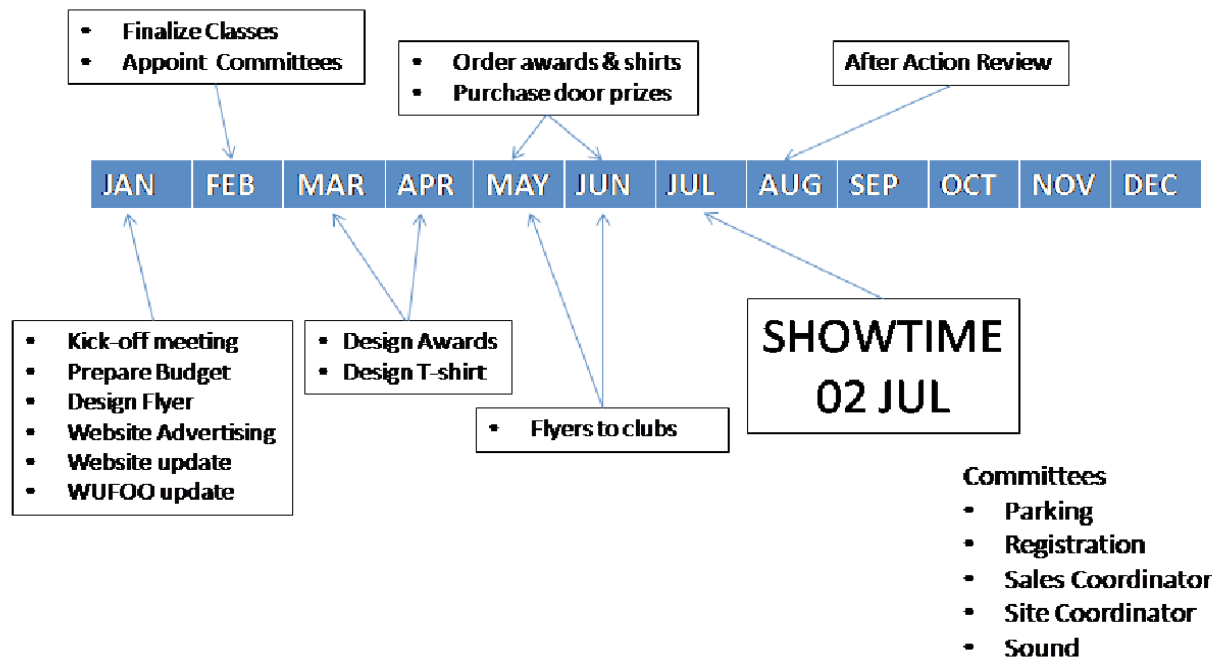 • Finalize Classes
• Appoint Committees
• Order awards & shirts
• Purchase door prizes
After Action Review
JAN FEB MAR APR MAY JUN JUL AUG SEP OCT NOV DEC
• Kick-off meeting
• Prepare Budget
• Design Flyer
• Website Advertising
• Website update
• WUFOO update
• Design Awards
• Design T-shirt
• Flyers to clubs
SHOWTIME
02 JUL
Committees
• Parking
• Registration
• Sales Coordinator
• Site Coordinator
• Sound